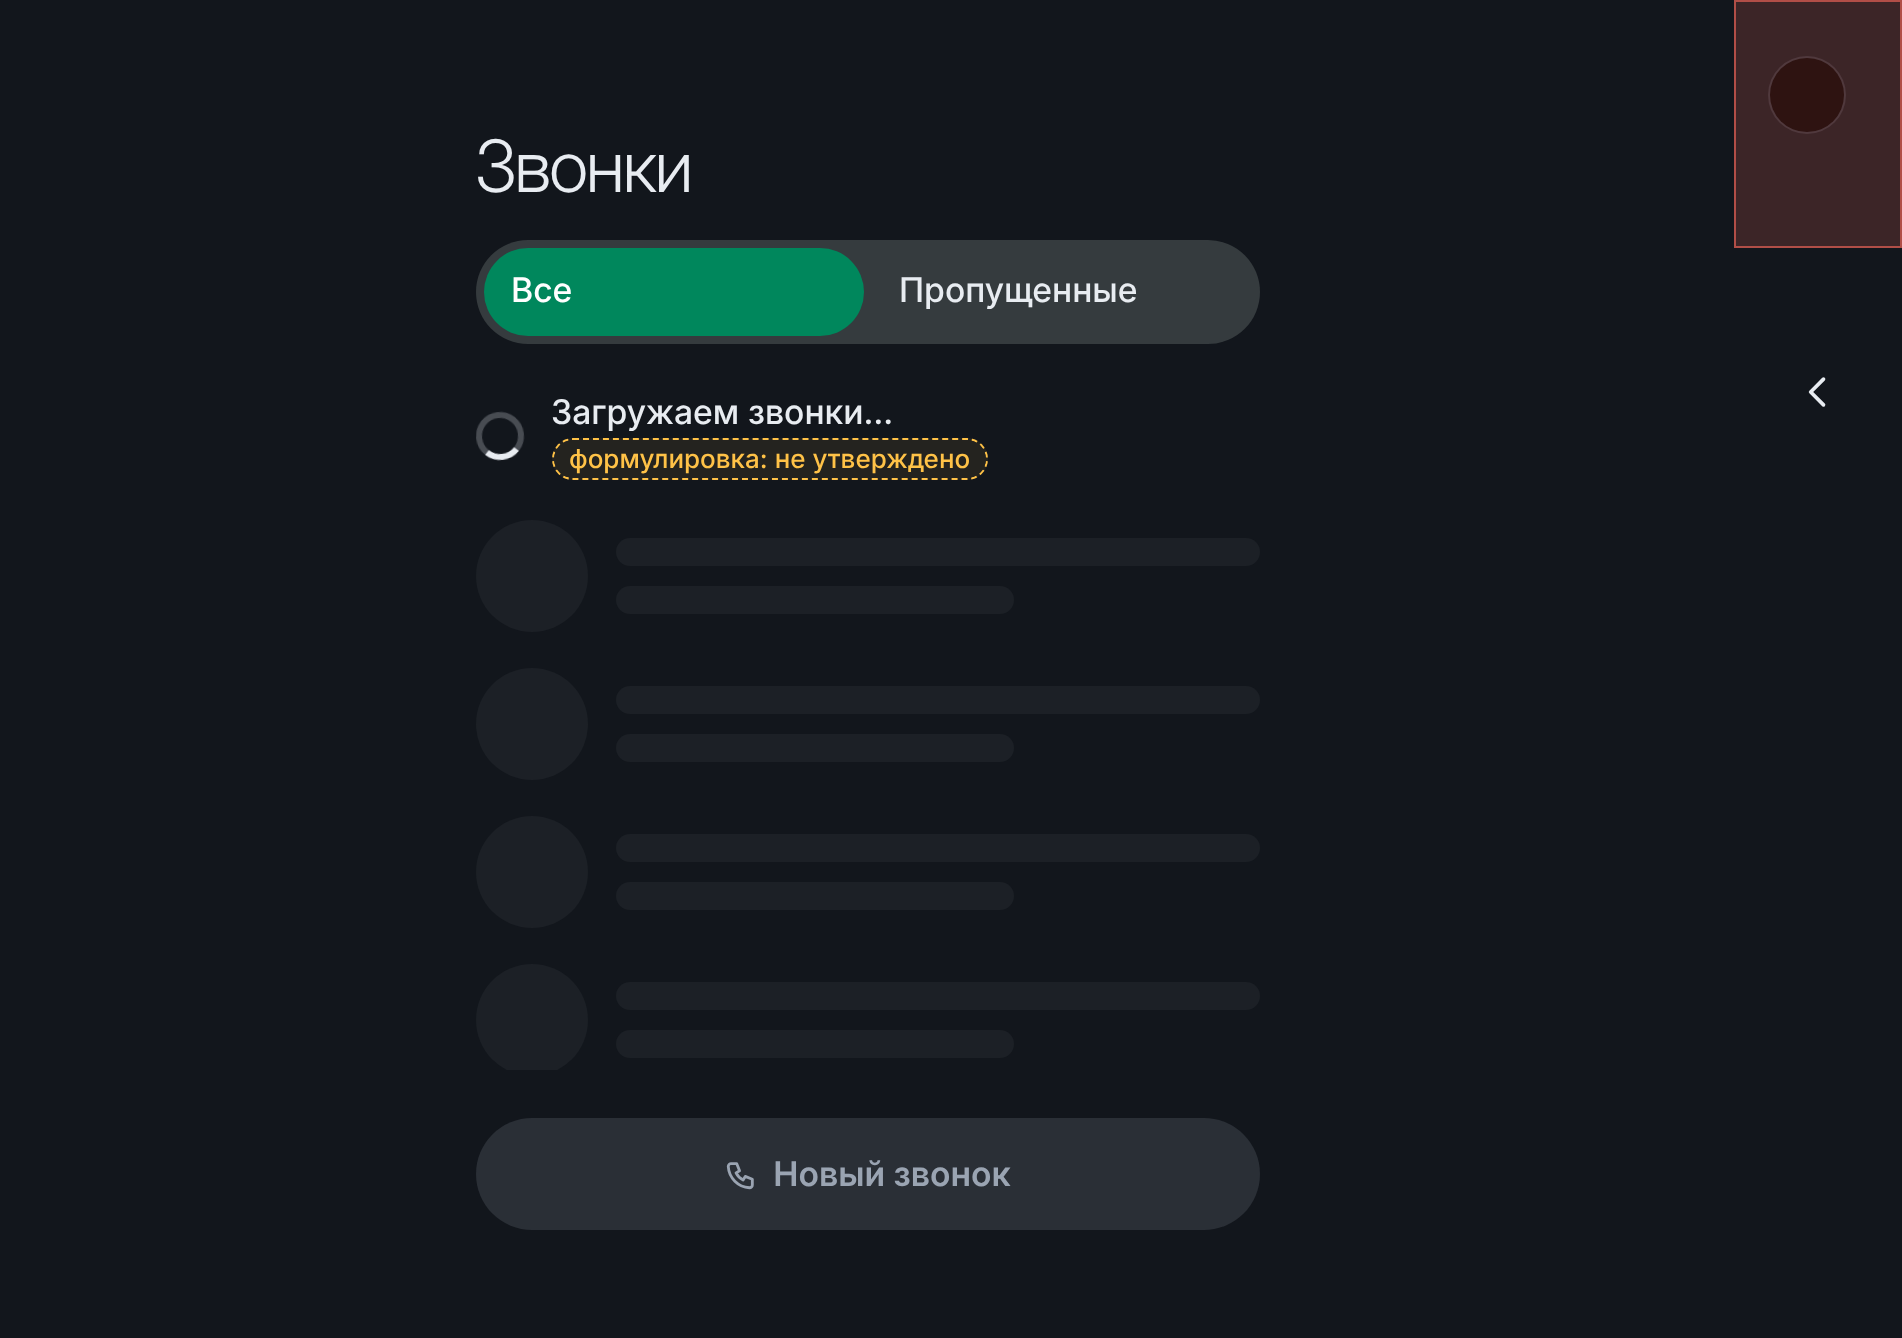 Звонки
Все
Пропущенные
Загружаем звонки...
формулировка: не утверждено
Новый звонок